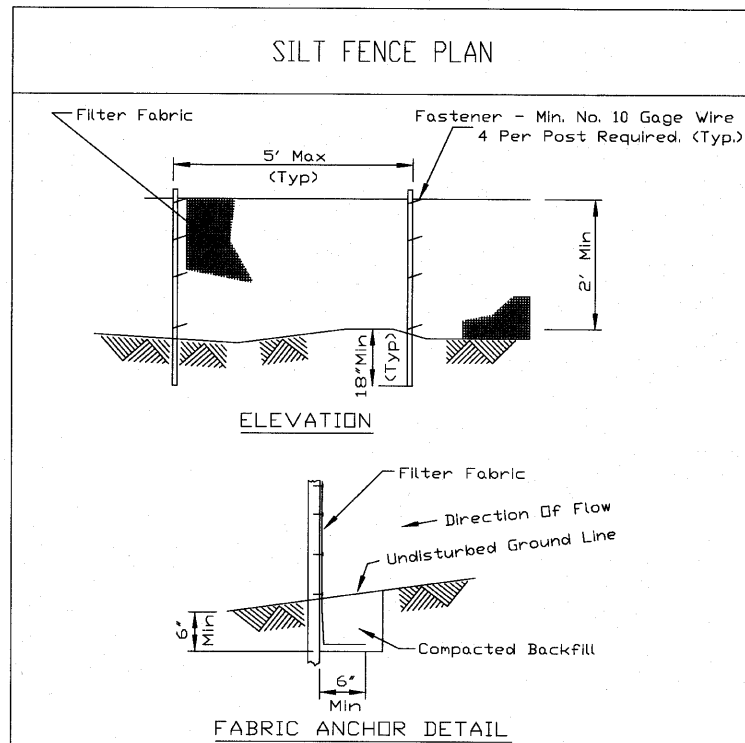 SILT FENCE PLAN
Filter Fabric
Fastener - Min. No. 10 Gage Wire
4 Per Post Required. (Typ.)
5' Max
(Typ)
2' Min
18"Min
(Typ)
ELEVATION
Filter Fabric
Direction Of Flow
Undisturbed Ground Line
6"
Min
Compacted Backfill
6"
Min
FABRIC ANCHOR DETAIL